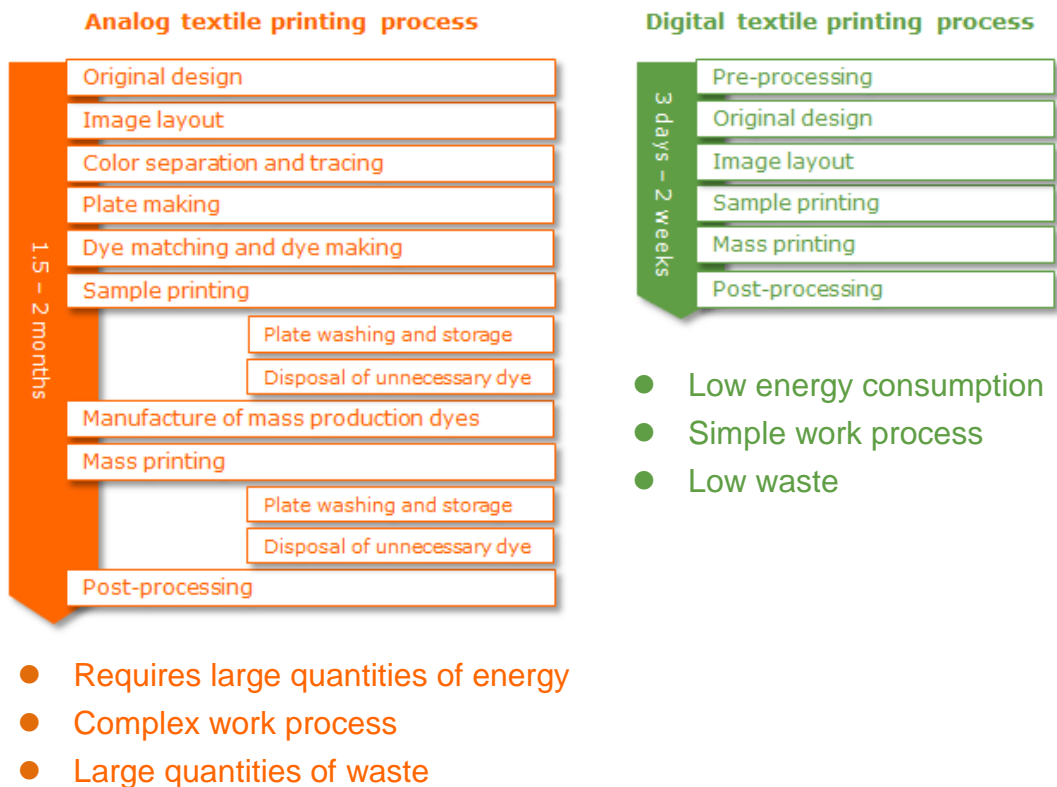 Analog textile printing process
Original design
Image layout
Color separation and tracing
Plate making
Dye matching and dye making
Sample printing
Plate washing and storage
Disposal of unnecessary dye
Manufacture of mass production dyes
Mass printing
Plate washing and storage
Disposal of unnecessary dye
Post-processing
1.5 – 2 months
● Requires large quantities of energy
● Complex work process
● Large quantities of waste
Digital textile printing process
Pre-processing
Original design
Image layout
Sample printing
Mass printing
Post-processing
3 days – 2 weeks
● Low energy consumption
● Simple work process
● Low waste